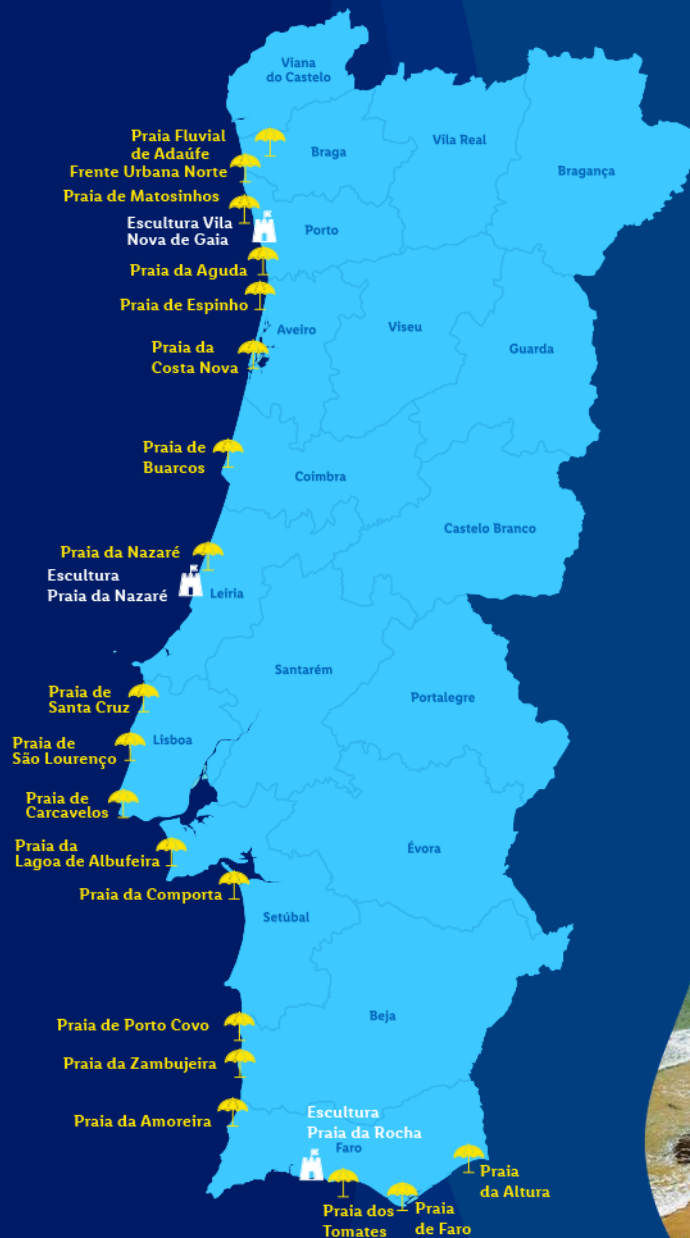 Viana
do Castelo
Praia Fluvial
de Adaúfe
Braga
Vila Real
Bragança
Frente Urbana Norte
Praia de Matosinhos
Escultura Vila
Nova de Gaia
Porto
Praia da Aguda
Praia de Espinho
Aveiro
Viseu
Guarda
Praia da
Costa Nova
Praia de
Buarcos
Coimbra
Castelo Branco
Praia da Nazaré
Escultura
Praia da Nazaré
Leiria
Santarém
Portalegre
Praia de
Santa Cruz
Lisboa
Praia de
São Lourenço
Praia de
Carcavelos
Praia da
Lagoa de Albufeira
Évora
Praia da Comporta
Setúbal
Beja
Praia de Porto Covo
Praia da Zambujeira
Praia da Amoreira
Escultura
Praia da Rocha
Faro
Praia
da Altura
Praia dos
Tomates
Praia
de Faro